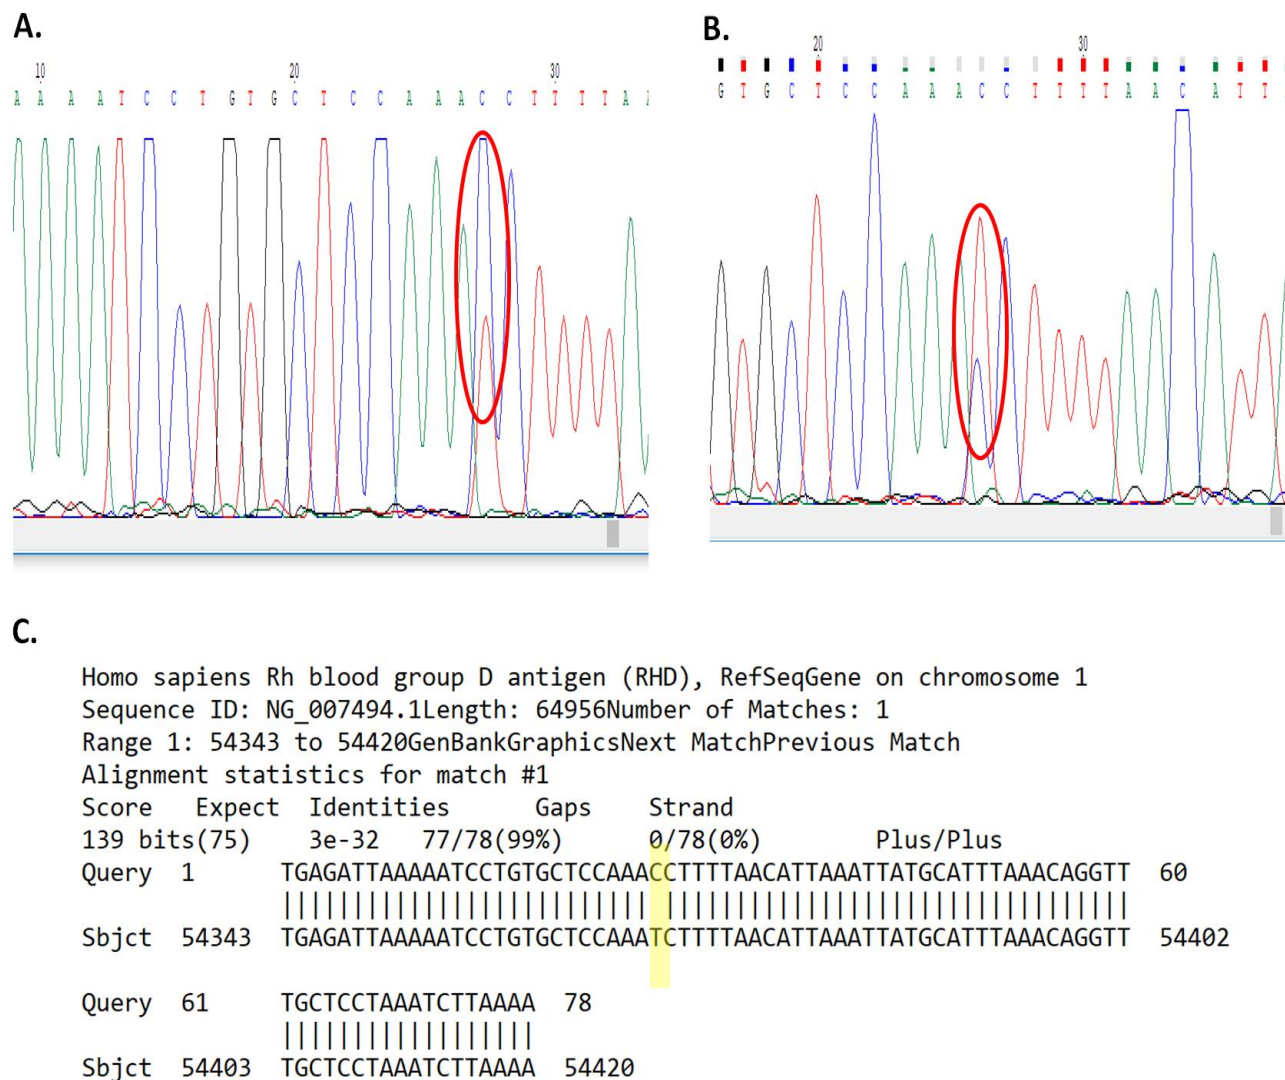 A.
10 20 30
A A A A T C C T G T G C T C C A A A C C T T T T A A
B.
20 30
G T G C T C C A A A C C T T T T A A C A T T
C.
Homo sapiens Rh blood group D antigen (RHD), RefSeqGene on chromosome 1
Sequence ID: NG_007494.1Length: 64956Number of Matches: 1
Range 1: 54343 to 54420GenBankGraphicsNext MatchPrevious Match
Alignment statistics for match #1
Score Expect Identities Gaps Strand
139 bits(75) 3e-32 77/78(99%) 0/78(0%) Plus/Plus
Query 1 TGAGATTAAAAATCCTGTGCTCCAAACCTTTTAACATTAAATTATGCATTTAAACAGGTT 60
Sbjct 54343 TGAGATTAAAAATCCTGTGCTCCAAATCTTTTAACATTAAATTATGCATTTAAACAGGTT 54402
Query 61 TGCTCCTAAATCTTAAAA 78
Sbjct 54403 TGCTCCTAAATCTTAAAA 54420